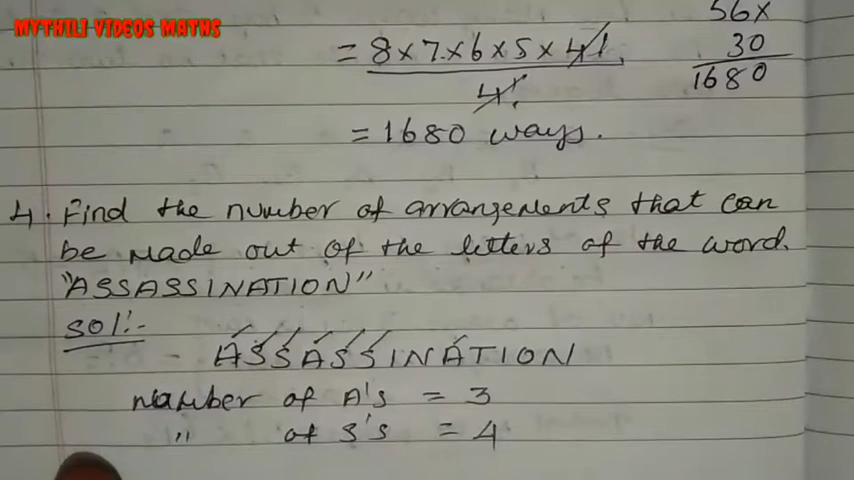 MYTHILI VIDEOS MATHS
56x
30
1680
= 8 x 7 x 6 x 5 x 4!
4!
= 1680 ways.
4. Find the number of arrangements that can
be made out of the letters of the word.
"ASSASSINATION"
sol:-
- ASSASSINATION
number of A's = 3
" of S's = 4